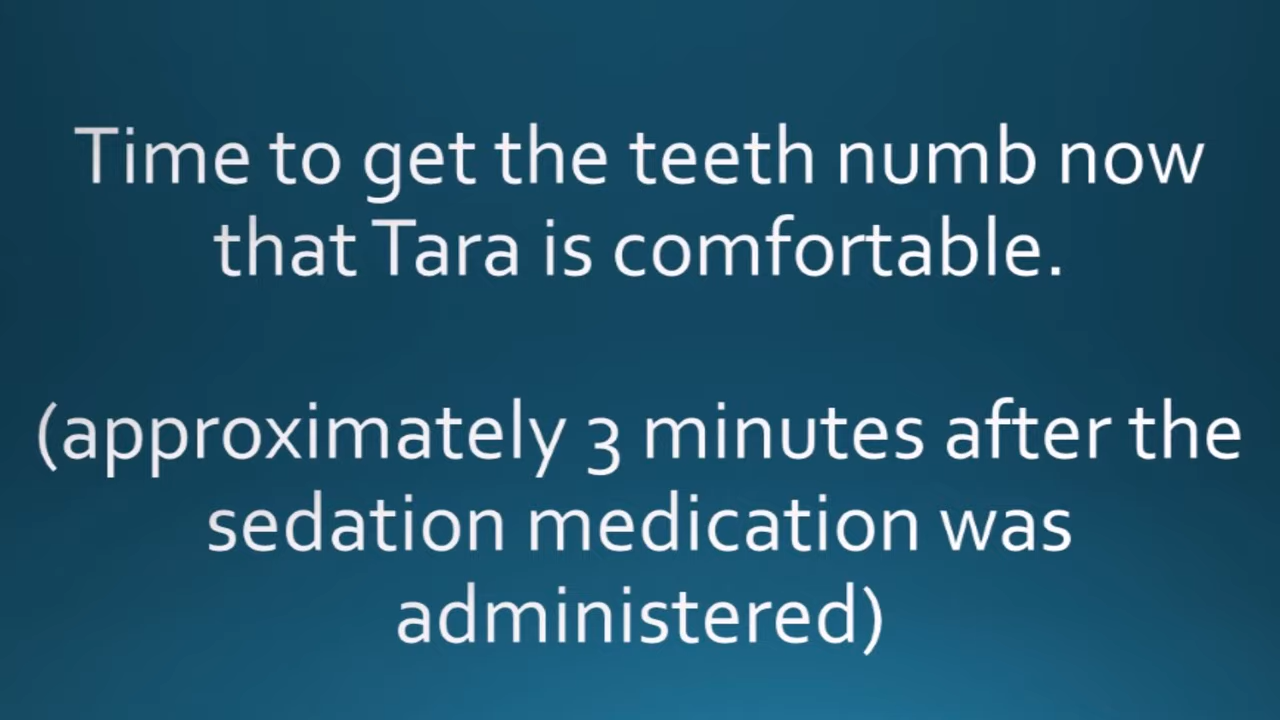 Time to get the teeth numb now
that Tara is comfortable.
(approximately 3 minutes after the
sedation medication was
administered)